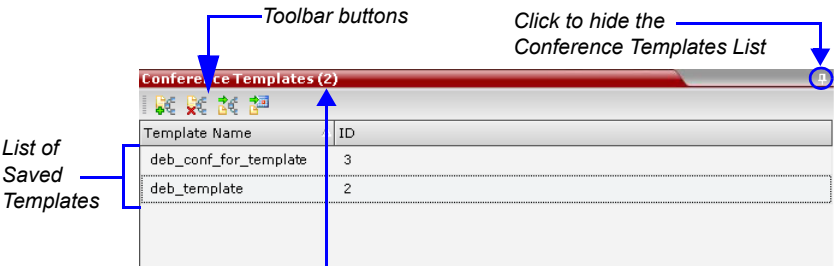 Toolbar buttons
Click to hide the
Conference Templates List
Conference Templates (2)
Template Name ID
deb_conf_for_template 3
deb_template 2
List of
Saved
Templates